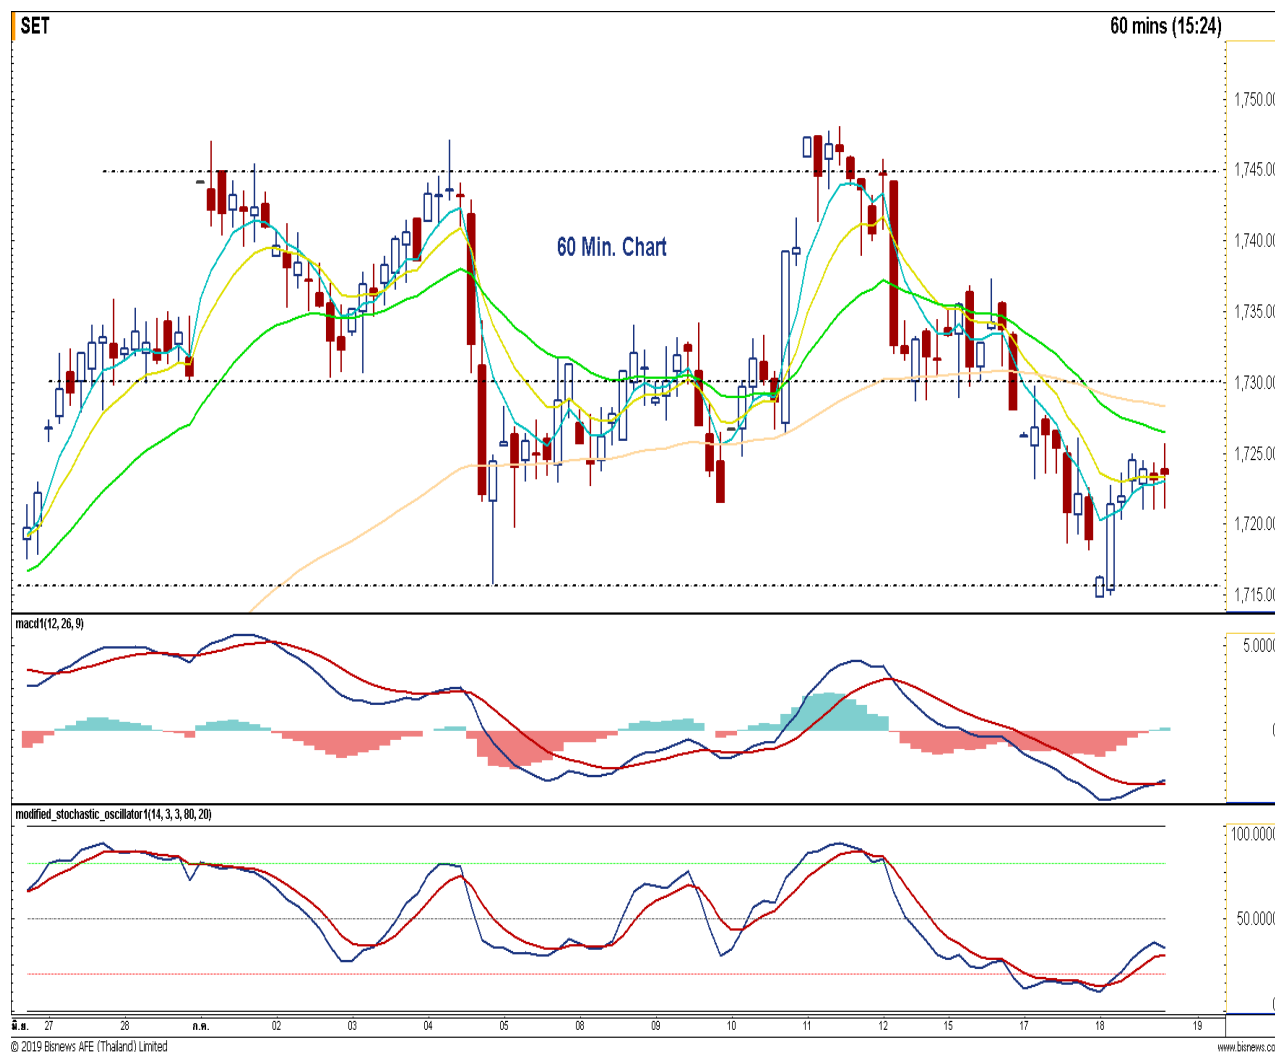 SET 60 mins (15:24)
1,750.00
1,745.00
60 Min. Chart
1,740.00
1,735.00
1,730.00
1,725.00
1,720.00
1,715.00
macd1(12, 26, 9)
5.0000
0
modified_stochastic_oscillator1(14, 3, 3, 80, 20)
100.0000
50.0000
0
มิ.ย. 27 28 ก.ค. 02 03 04 05 08 09 10 11 12 15 17 18 19
© 2019 Bisnews AFE (Thailand) Limited www.bisnews.co